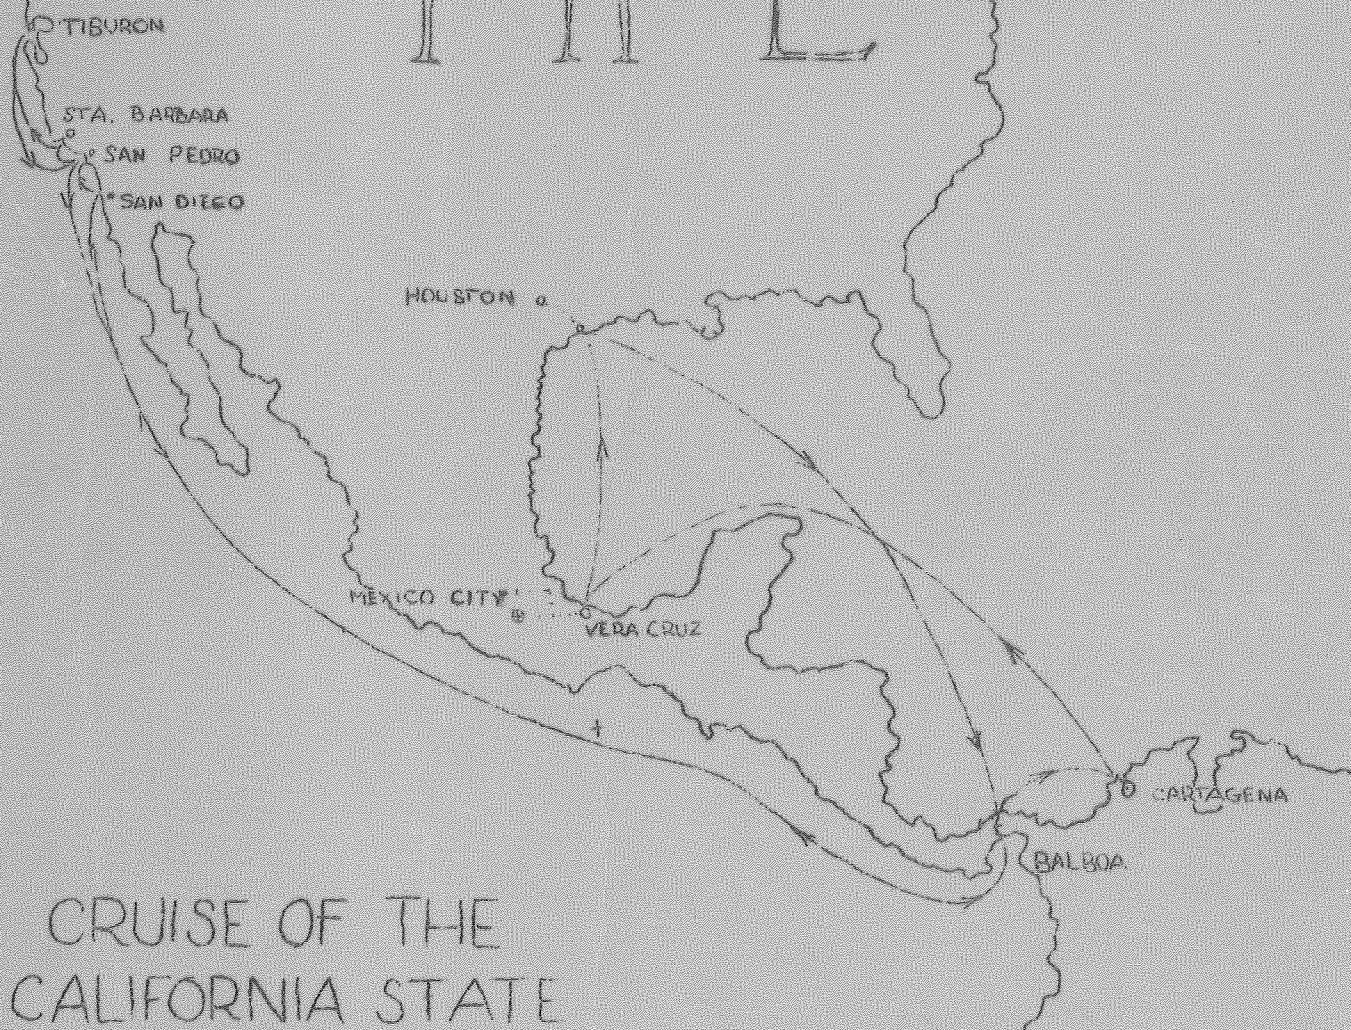 TIBURON
STA. BARBARA
SAN PEDRO
SAN DIEGO
HOUSTON
MEXICO CITY
VERA CRUZ
CARTAGENA
BALBOA
CRUISE OF THE
CALIFORNIA STATE